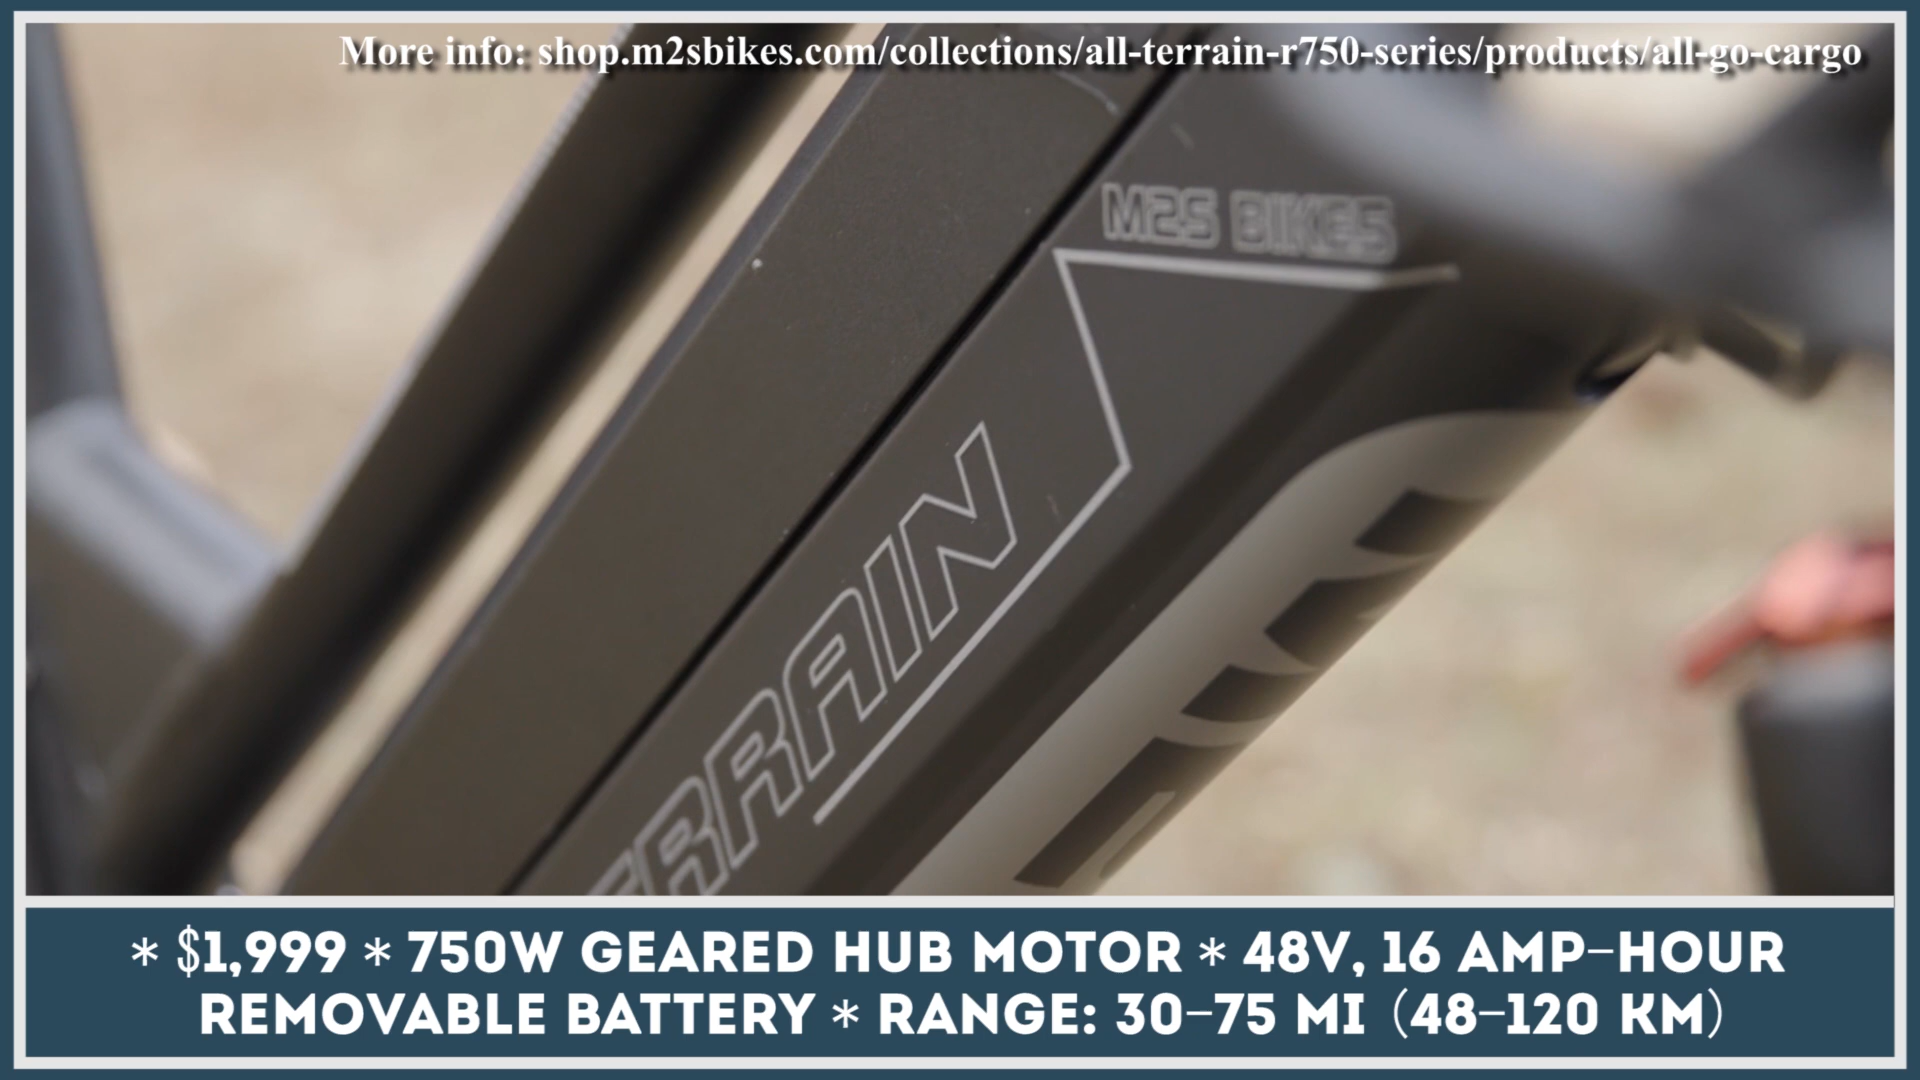 More info: shop.m2sbikes.com/collections/all-terrain-r750-series/products/all-go-cargo
M2S BIKES
TERRAIN
* $1,999 * 750W GEARED HUB MOTOR * 48V, 16 AMP-HOUR
REMOVABLE BATTERY * RANGE: 30-75 MI (48-120 KM)